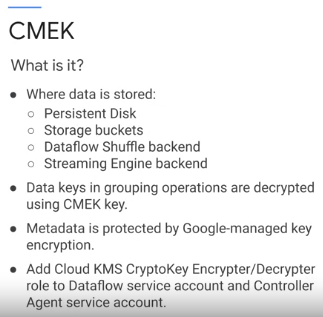 CMEK
What is it?
● Where data is stored:
○ Persistent Disk
○ Storage buckets
○ Dataflow Shuffle backend
○ Streaming Engine backend
● Data keys in grouping operations are decrypted
using CMEK key.
● Metadata is protected by Google-managed key
encryption.
● Add Cloud KMS CryptoKey Encrypter/Decrypter
role to Dataflow service account and Controller
Agent service account.